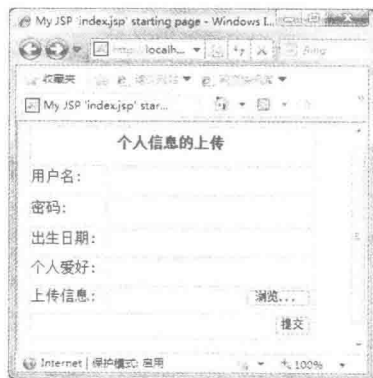 My JSP 'index.jsp' starting page - Windows I...
localh...
收藏夹
My JSP 'index.jsp' star...
个人信息的上传
用户名：
密码：
出生日期：
个人爱好：
上传信息：
浏览...
提交
Internet | 保护模式: 启用
100%